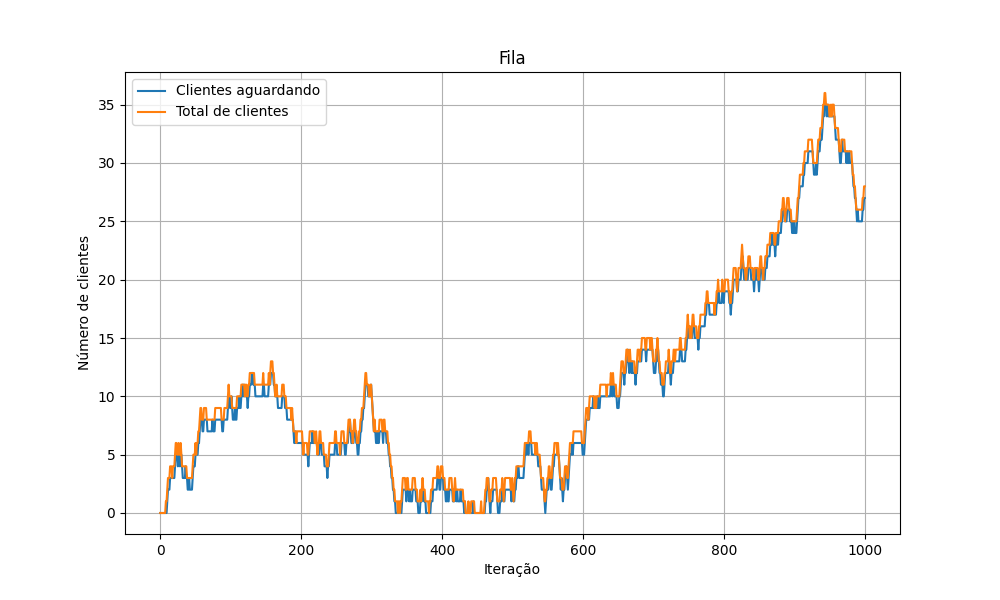 Fila
Clientes aguardando
Total de clientes
Número de clientes
35
30
25
20
15
10
5
0
0 200 400 600 800 1000
Iteração